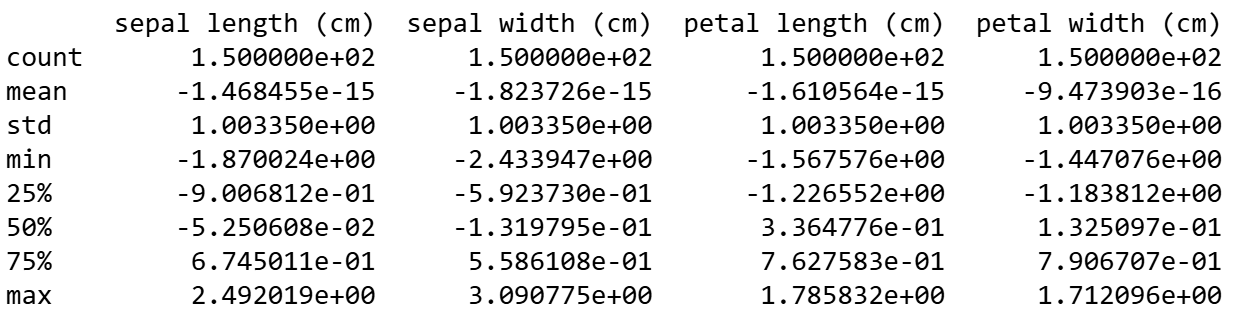 sepal length (cm)  sepal width (cm)  petal length (cm)  petal width (cm)
count       1.500000e+02      1.500000e+02       1.500000e+02      1.500000e+02
mean       -1.468455e-15     -1.823726e-15      -1.610564e-15     -9.473903e-16
std         1.003350e+00      1.003350e+00       1.003350e+00      1.003350e+00
min        -1.870024e+00     -2.433947e+00      -1.567576e+00     -1.447076e+00
25%        -9.006812e-01     -5.923730e-01      -1.226552e+00     -1.183812e+00
50%        -5.250608e-02     -1.319795e-01       3.364776e-01      1.325097e-01
75%         6.745011e-01      5.586108e-01       7.627583e-01      7.906707e-01
max         2.492019e+00      3.090775e+00       1.785832e+00      1.712096e+00